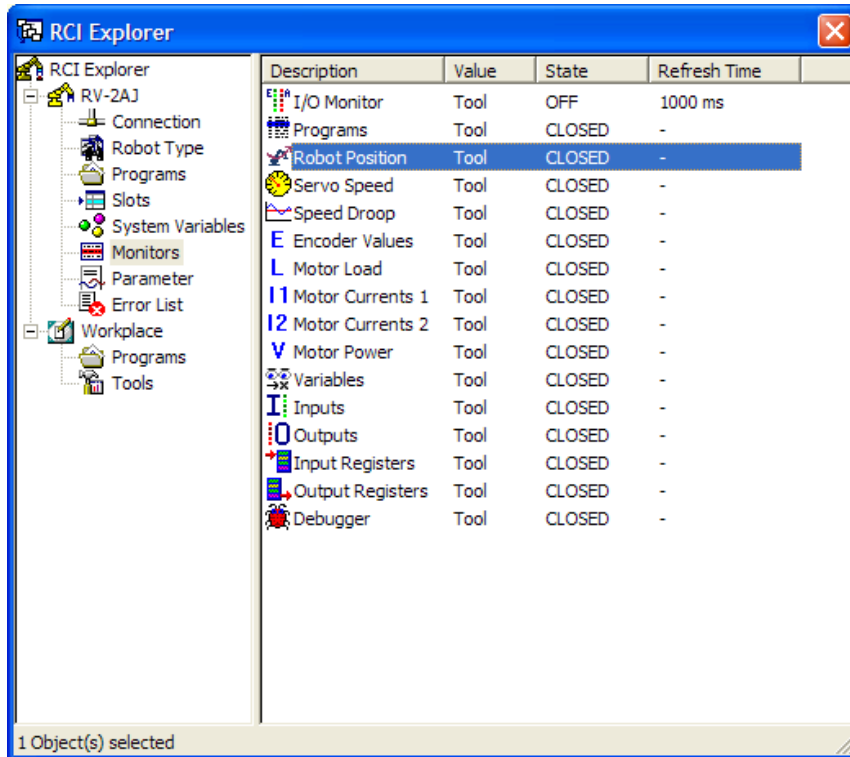 RCI Explorer
RCI Explorer
RV-2AJ
Connection
Robot Type
Programs
Slots
System Variables
Monitors
Parameter
Error List
Workplace
Programs
Tools
Description Value State Refresh Time
I/O Monitor Tool OFF 1000 ms
Programs Tool CLOSED -
Robot Position Tool CLOSED -
Servo Speed Tool CLOSED -
Speed Droop Tool CLOSED -
E Encoder Values Tool CLOSED -
L Motor Load Tool CLOSED -
I1 Motor Currents 1 Tool CLOSED -
I2 Motor Currents 2 Tool CLOSED -
V Motor Power Tool CLOSED -
Variables Tool CLOSED -
I Inputs Tool CLOSED -
O Outputs Tool CLOSED -
Input Registers Tool CLOSED -
Output Registers Tool CLOSED -
Debugger Tool CLOSED -
1 Object(s) selected